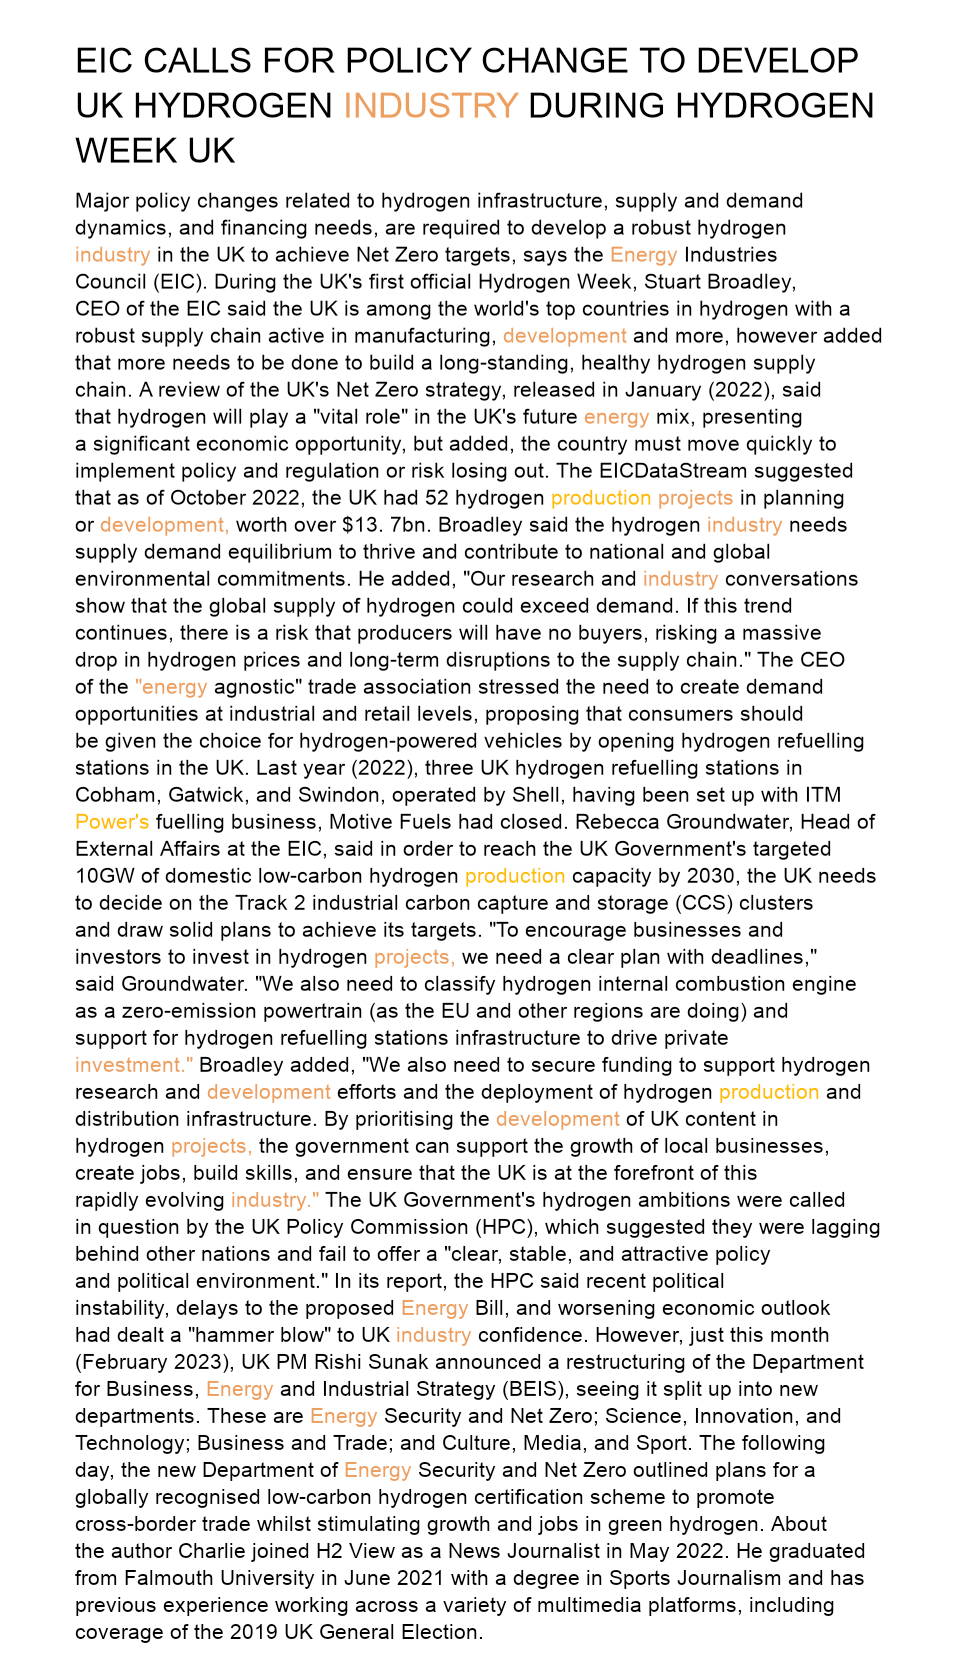 EIC CALLS FOR POLICY CHANGE TO DEVELOP
UK HYDROGEN INDUSTRY DURING HYDROGEN
WEEK UK
Major policy changes related to hydrogen infrastructure, supply and demand
dynamics, and financing needs, are required to develop a robust hydrogen
industry in the UK to achieve Net Zero targets, says the Energy Industries
Council (EIC). During the UK's first official Hydrogen Week, Stuart Broadley,
CEO of the EIC said the UK is among the world's top countries in hydrogen with a
robust supply chain active in manufacturing, development and more, however added
that more needs to be done to build a long-standing, healthy hydrogen supply
chain. A review of the UK's Net Zero strategy, released in January (2022), said
that hydrogen will play a "vital role" in the UK's future energy mix, presenting
a significant economic opportunity, but added, the country must move quickly to
implement policy and regulation or risk losing out. The EICDataStream suggested
that as of October 2022, the UK had 52 hydrogen production projects in planning
or development, worth over $13. 7bn. Broadley said the hydrogen industry needs
supply demand equilibrium to thrive and contribute to national and global
environmental commitments. He added, "Our research and industry conversations
show that the global supply of hydrogen could exceed demand. If this trend
continues, there is a risk that producers will have no buyers, risking a massive
drop in hydrogen prices and long-term disruptions to the supply chain." The CEO
of the "energy agnostic" trade association stressed the need to create demand
opportunities at industrial and retail levels, proposing that consumers should
be given the choice for hydrogen-powered vehicles by opening hydrogen refuelling
stations in the UK. Last year (2022), three UK hydrogen refuelling stations in
Cobham, Gatwick, and Swindon, operated by Shell, having been set up with ITM
Power's fuelling business, Motive Fuels had closed. Rebecca Groundwater, Head of
External Affairs at the EIC, said in order to reach the UK Government's targeted
10GW of domestic low-carbon hydrogen production capacity by 2030, the UK needs
to decide on the Track 2 industrial carbon capture and storage (CCS) clusters
and draw solid plans to achieve its targets. "To encourage businesses and
investors to invest in hydrogen projects, we need a clear plan with deadlines,"
said Groundwater. "We also need to classify hydrogen internal combustion engine
as a zero-emission powertrain (as the EU and other regions are doing) and
support for hydrogen refuelling stations infrastructure to drive private
investment." Broadley added, "We also need to secure funding to support hydrogen
research and development efforts and the deployment of hydrogen production and
distribution infrastructure. By prioritising the development of UK content in
hydrogen projects, the government can support the growth of local businesses,
create jobs, build skills, and ensure that the UK is at the forefront of this
rapidly evolving industry." The UK Government's hydrogen ambitions were called
in question by the UK Policy Commission (HPC), which suggested they were lagging
behind other nations and fail to offer a "clear, stable, and attractive policy
and political environment." In its report, the HPC said recent political
instability, delays to the proposed Energy Bill, and worsening economic outlook
had dealt a "hammer blow" to UK industry confidence. However, just this month
(February 2023), UK PM Rishi Sunak announced a restructuring of the Department
for Business, Energy and Industrial Strategy (BEIS), seeing it split up into new
departments. These are Energy Security and Net Zero; Science, Innovation, and
Technology; Business and Trade; and Culture, Media, and Sport. The following
day, the new Department of Energy Security and Net Zero outlined plans for a
globally recognised low-carbon hydrogen certification scheme to promote
cross-border trade whilst stimulating growth and jobs in green hydrogen. About
the author Charlie joined H2 View as a News Journalist in May 2022. He graduated
from Falmouth University in June 2021 with a degree in Sports Journalism and has
previous experience working across a variety of multimedia platforms, including
coverage of the 2019 UK General Election.